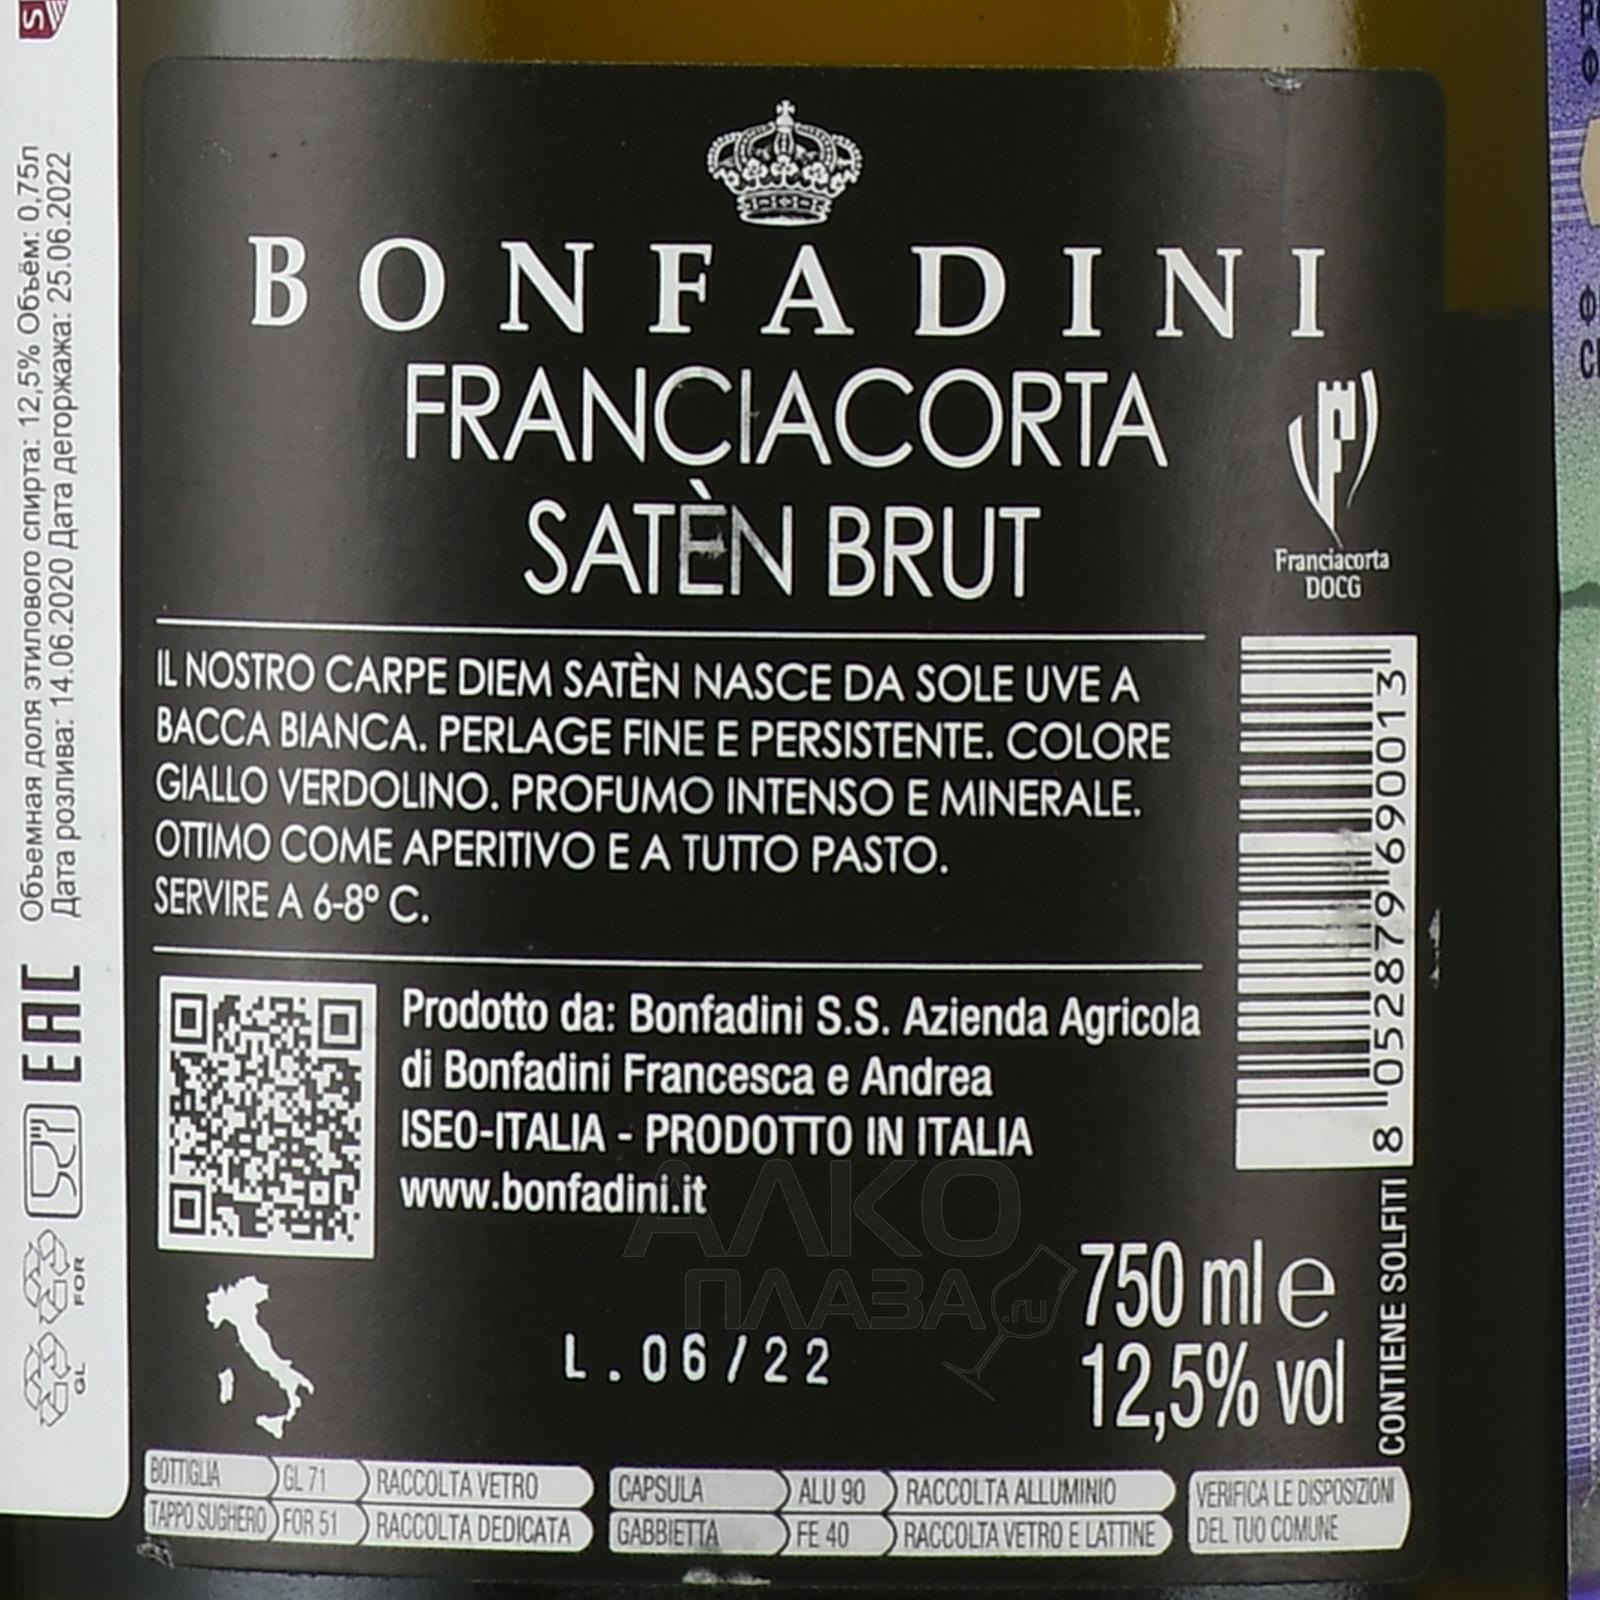 BONFADINI
FRANCIACORTA
SATÈN BRUT
Franciacorta
DOCG
IL NOSTRO CARPE DIEM SATÈN NASCE DA SOLE UVE A
BACCA BIANCA. PERLAGE FINE E PERSISTENTE. COLORE
GIALLO VERDOLINO. PROFUMO INTENSO E MINERALE.
OTTIMO COME APERITIVO E A TUTTO PASTO.
SERVIRE A 6-8° C.
Prodotto da: Bonfadini S.S. Azienda Agricola
di Bonfadini Francesca e Andrea
ISEO-ITALIA - PRODOTTO IN ITALIA
www.bonfadini.it
8 052879 690013
CONTIENE SOLFITI
750 ml e
12,5% vol
L.06/22
BOTTIGLIA GL 71 RACCOLTA VETRO
TAPPO SUGHERO FOR 51 RACCOLTA DEDICATA
CAPSULA ALU 90 RACCOLTA ALLUMINIO
GABBIETTA FE 40 RACCOLTA VETRO E LATTINE
VERIFICA LE DISPOSIZIONI
DEL TUO COMUNE
Объемная доля этилового спирта: 12,5% Объём: 0,75л
Дата розлива: 14.06.2020 Дата дегоржажа: 25.06.2022
EAC
FOR
GL
АЛКО
ПЛАЗА.ru